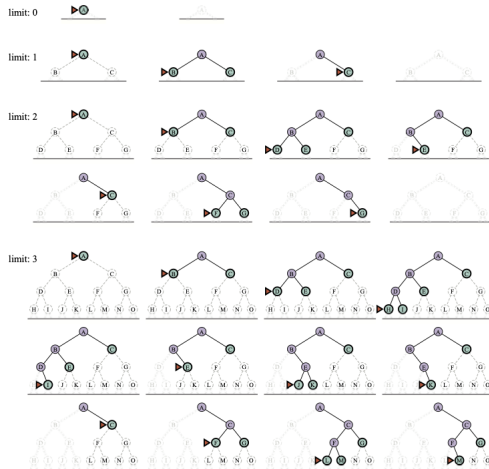 limit: 0 A
limit: 1 A A A
B C B C C
limit: 2 A A A A
B C B C B C B C
D E F G D E F G D E F G E F G
A A A
C C C
F G F G G
limit: 3 A A A A
B C B C B C B C
D E F G D E F G D E F G D E F G
H I J K L M N O H I J K L M N O H I J K L M N O H I J K L M N O
A A A A
B C B C B C B C
D E F G E F G E F G E F G
I J K L M N O J K L M N O J K L M N O K L M N O
A A A A
C C C C
F G F G F G F G
L M N O L M N O L M N O M N O